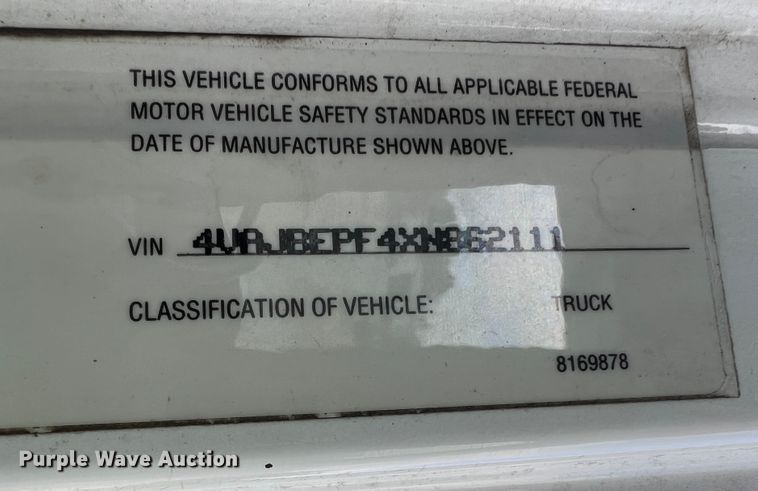 THIS VEHICLE CONFORMS TO ALL APPLICABLE FEDERAL
MOTOR VEHICLE SAFETY STANDARDS IN EFFECT ON THE
DATE OF MANUFACTURE SHOWN ABOVE.
VIN 4VAJBEPF4XN862111
CLASSIFICATION OF VEHICLE: TRUCK
8169878
Purple Wave Auction